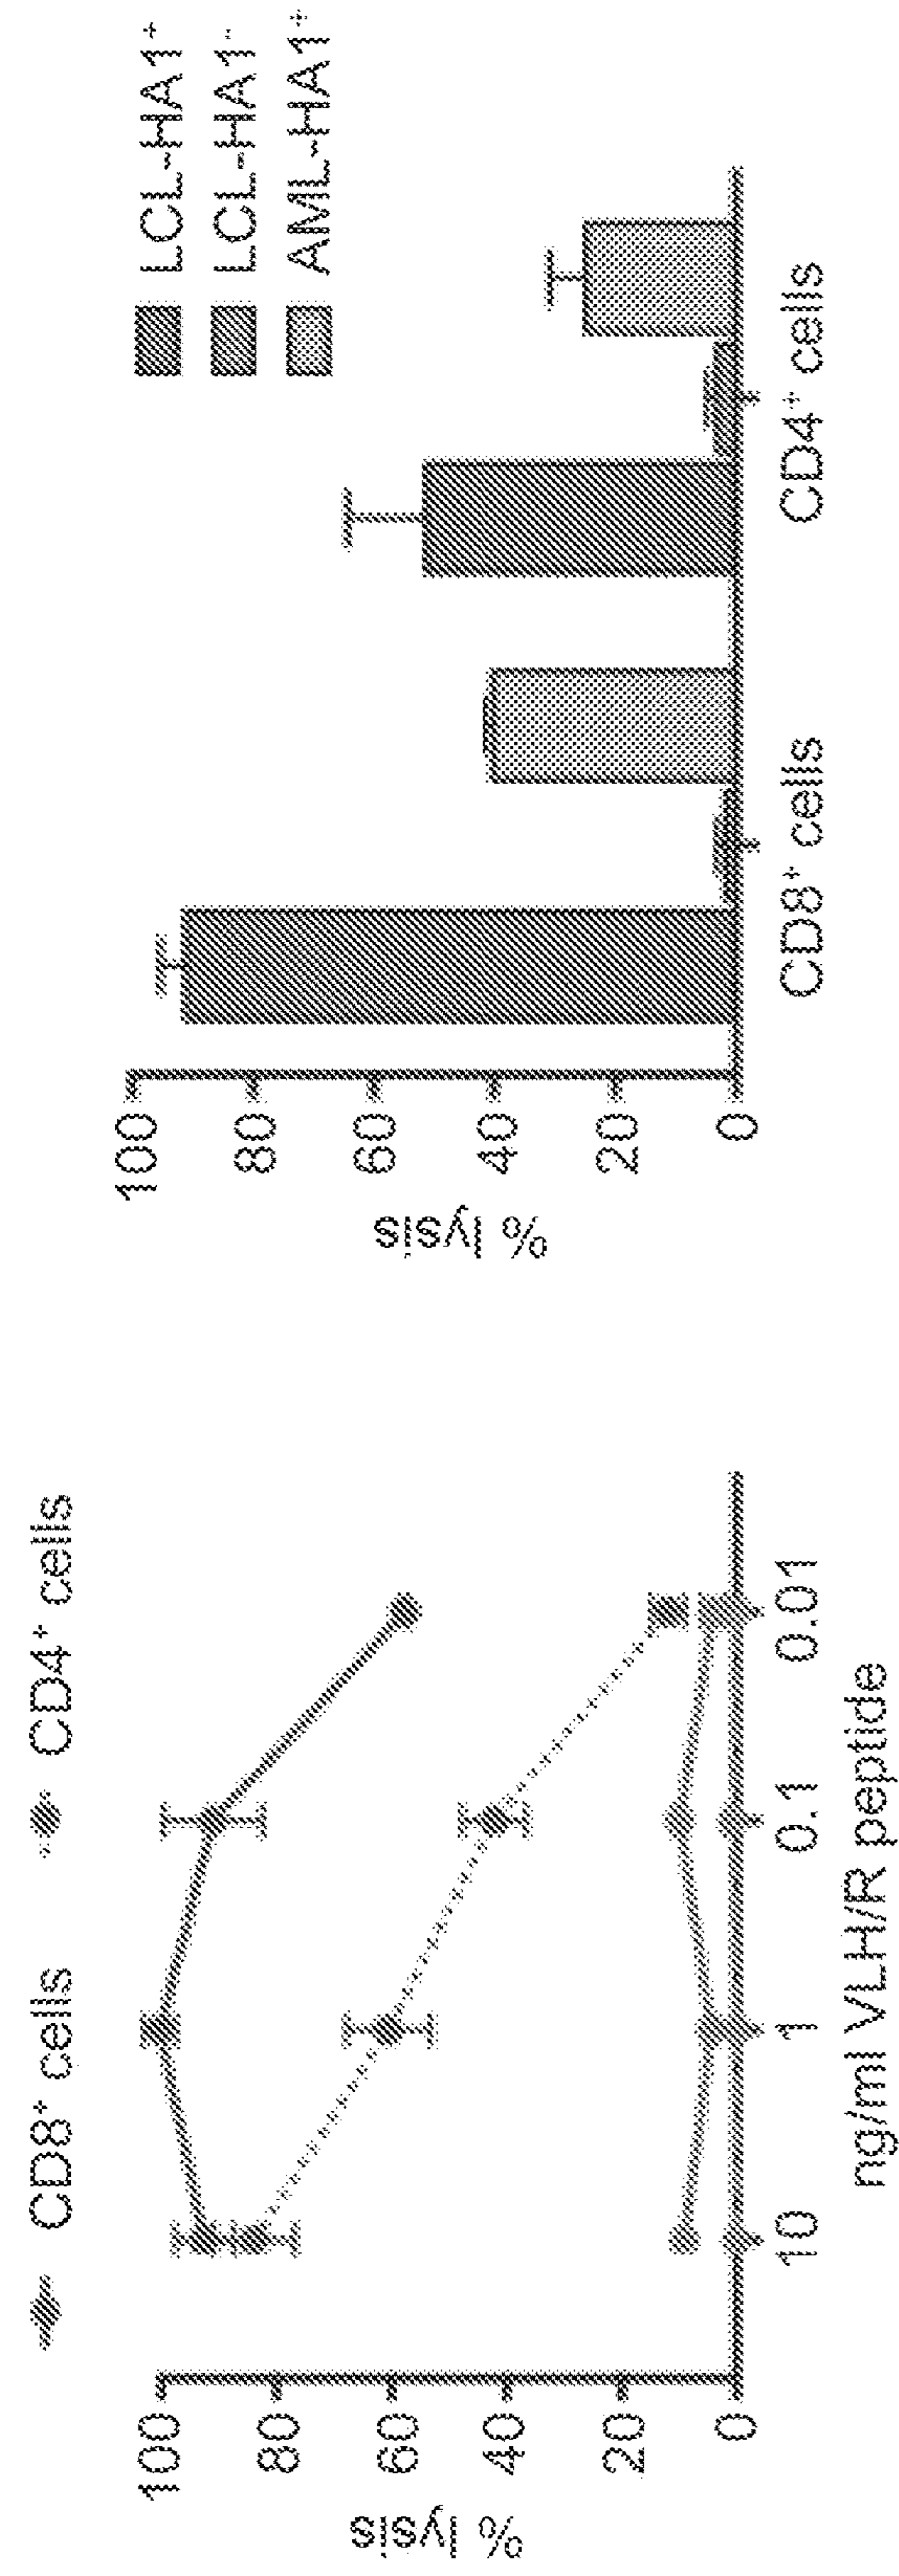 CD8⁺ cells CD4⁺ cells
% lysis
100
80
60
40
20
0
10 1 0.1 0.01
ng/ml VLH/R peptide
LCL-HA1⁺
LCL-HA1⁻
AML-HA1⁺
% lysis
100
80
60
40
20
0
CD8⁺ cells CD4⁺ cells